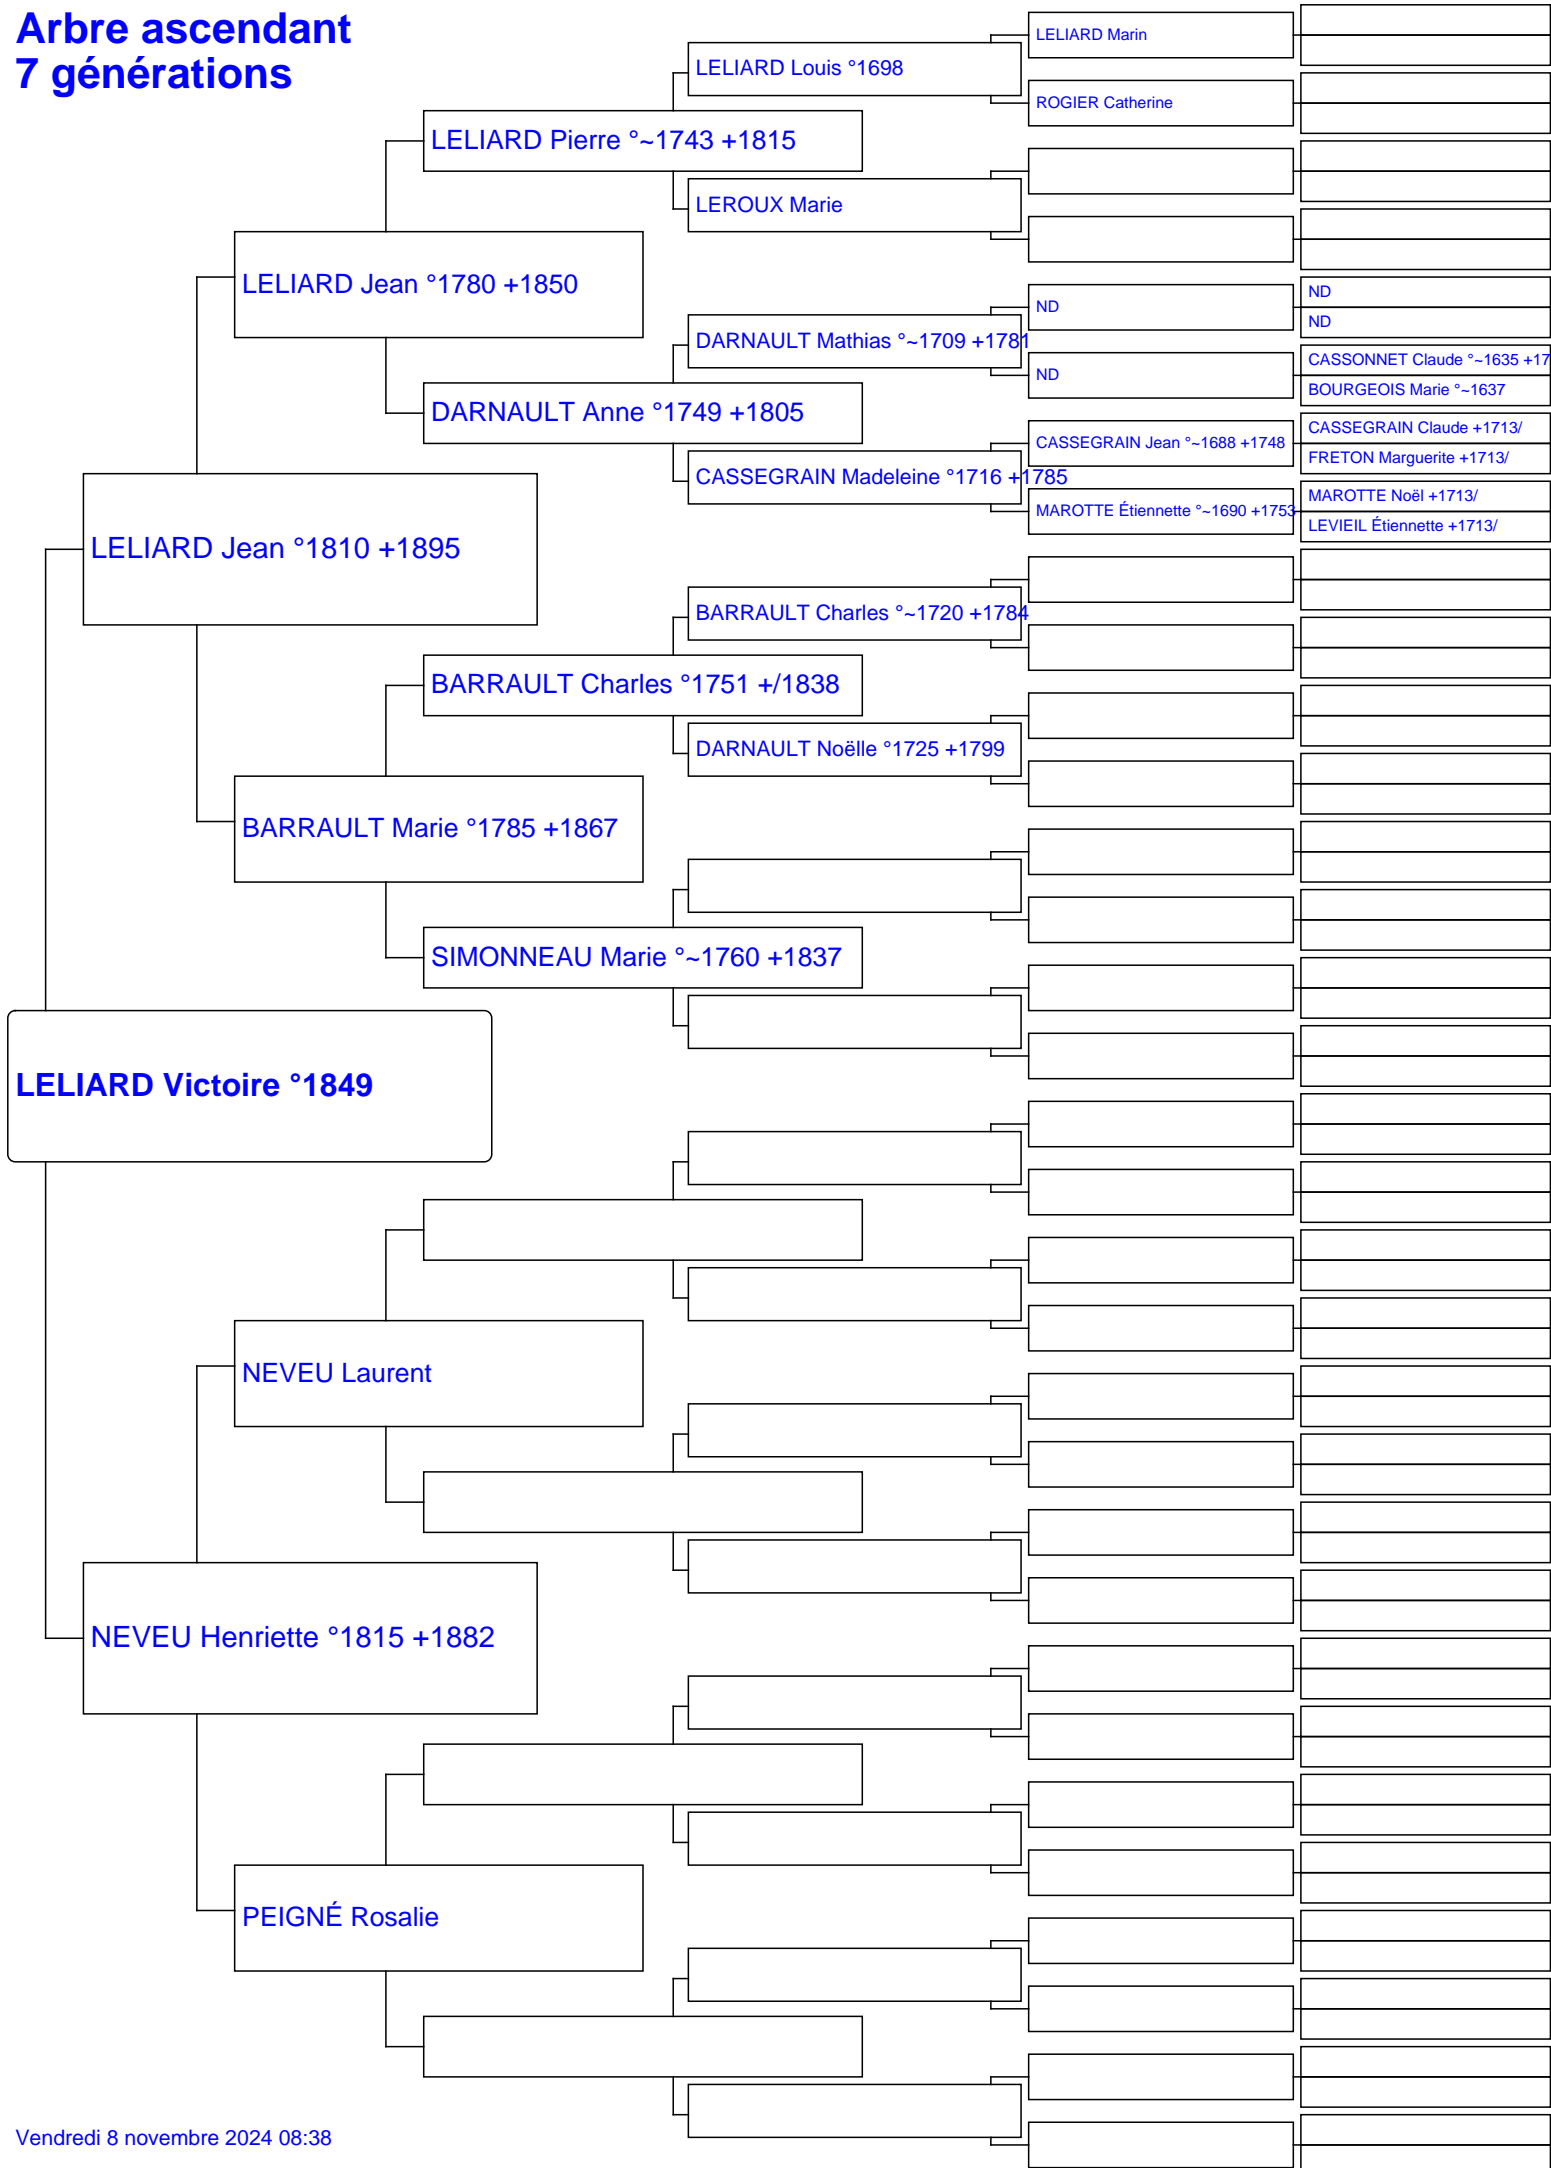 Arbre ascendant
7 générations
LELIARD Victoire °1849
LELIARD Jean °1810 +1895
NEVEU Henriette °1815 +1882
LELIARD Jean °1780 +1850
BARRAULT Marie °1785 +1867
NEVEU Laurent
PEIGNÉ Rosalie
LELIARD Pierre °~1743 +1815
DARNAULT Anne °1749 +1805
BARRAULT Charles °1751 +/1838
SIMONNEAU Marie °~1760 +1837
LELIARD Louis °1698
LEROUX Marie
DARNAULT Mathias °~1709 +1781
CASSEGRAIN Madeleine °1716 +1785
BARRAULT Charles °~1720 +1784
DARNAULT Noëlle °1725 +1799
LELIARD Marin
ROGIER Catherine
ND
ND
CASSEGRAIN Jean °~1688 +1748
MAROTTE Étiennette °~1690 +1753
ND
ND
CASSONNET Claude °~1635 +17
BOURGEOIS Marie °~1637
CASSEGRAIN Claude +1713/
FRETON Marguerite +1713/
MAROTTE Noël +1713/
LEVIEIL Étiennette +1713/
Vendredi 8 novembre 2024 08:38